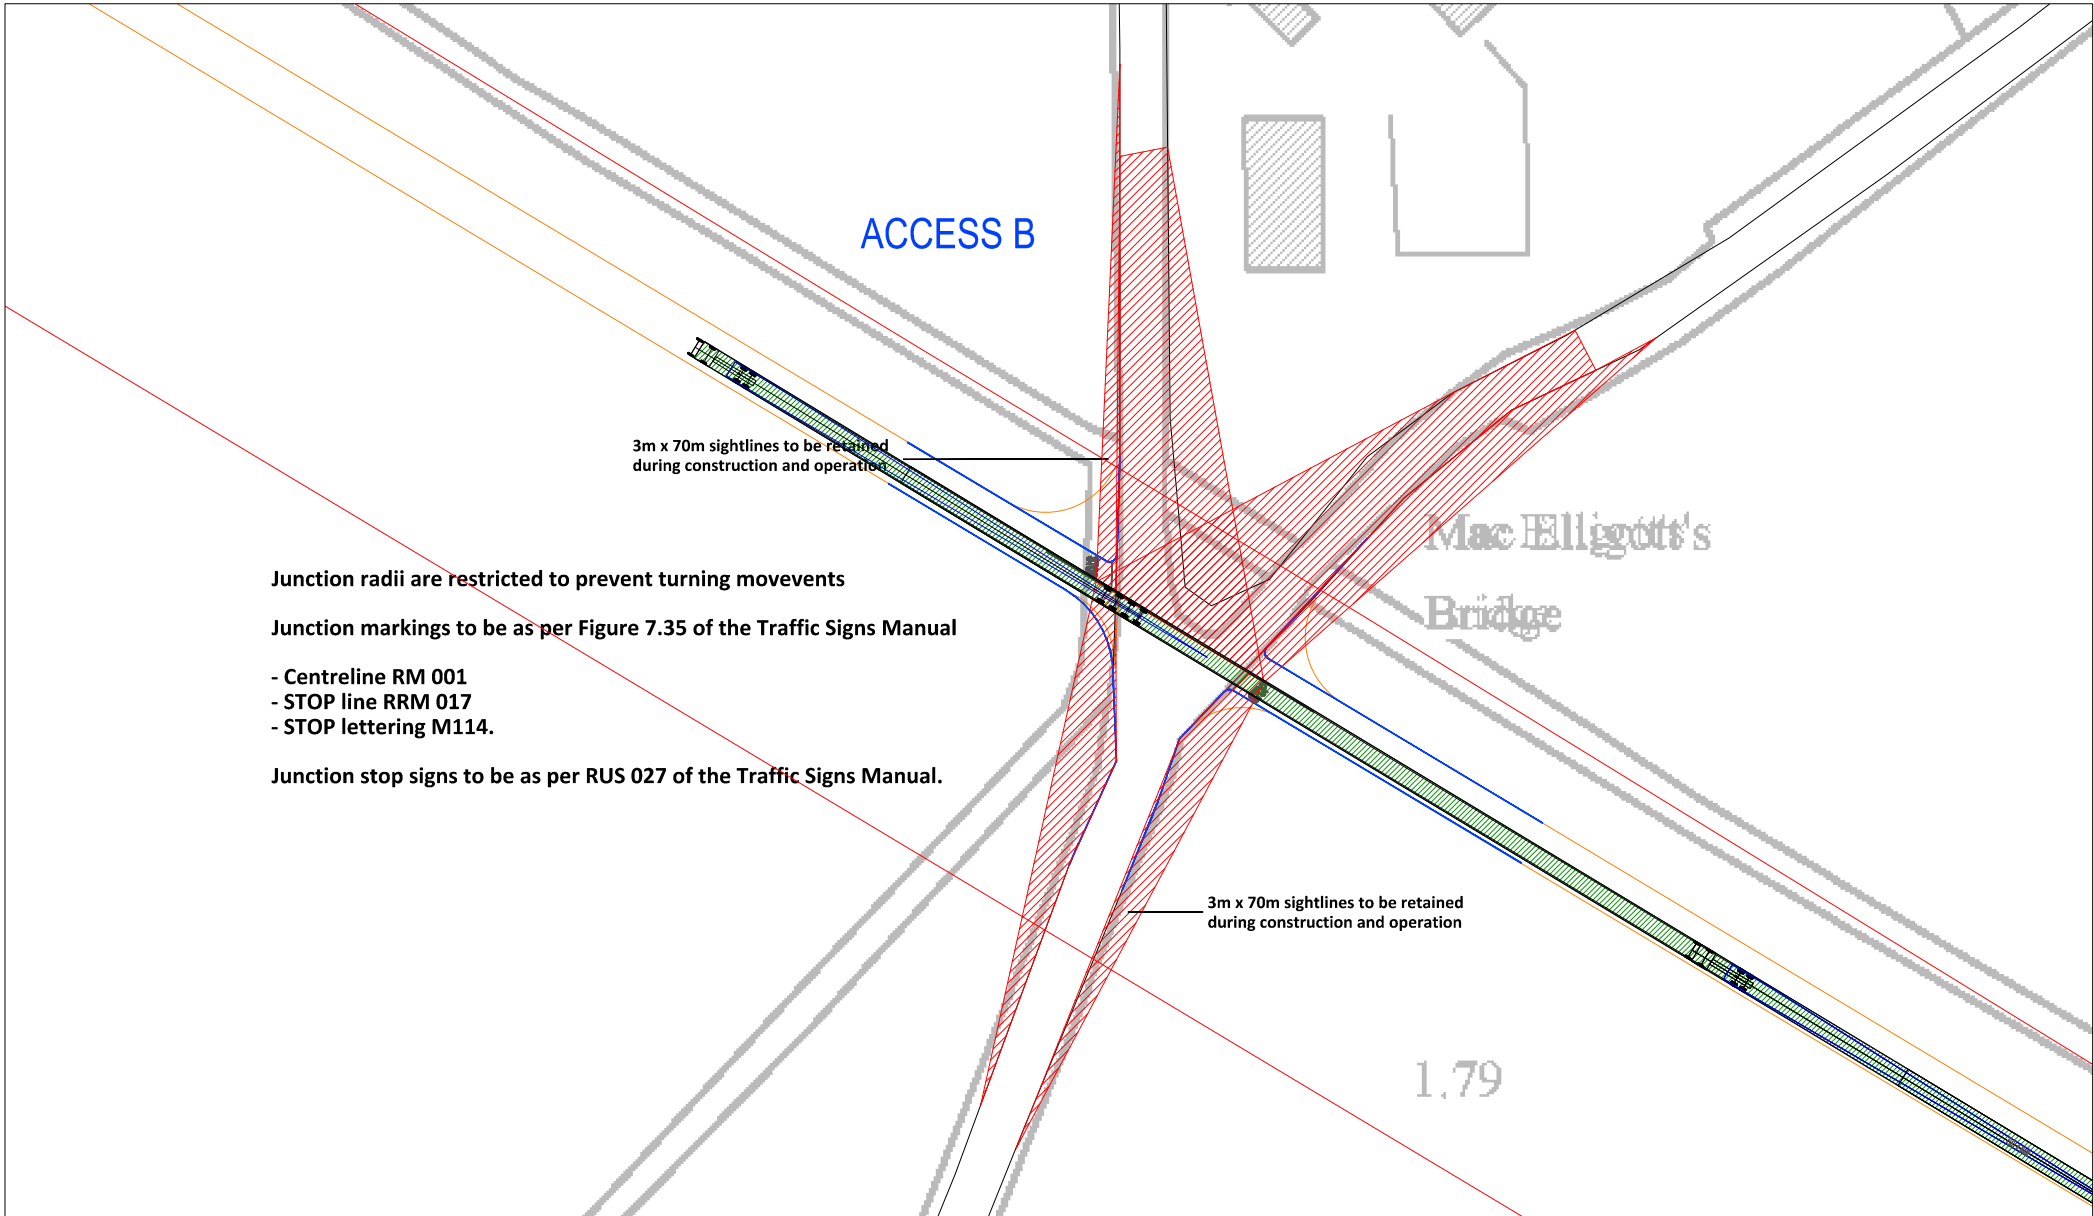 ACCESS B
3m x 70m sightlines to be retained
during construction and operation
Mac Elligott's
Bridge
Junction radii are restricted to prevent turning movevents
Junction markings to be as per Figure 7.35 of the Traffic Signs Manual
- Centreline RM 001
- STOP line RRM 017
- STOP lettering M114.
Junction stop signs to be as per RUS 027 of the Traffic Signs Manual.
3m x 70m sightlines to be retained
during construction and operation
1.79